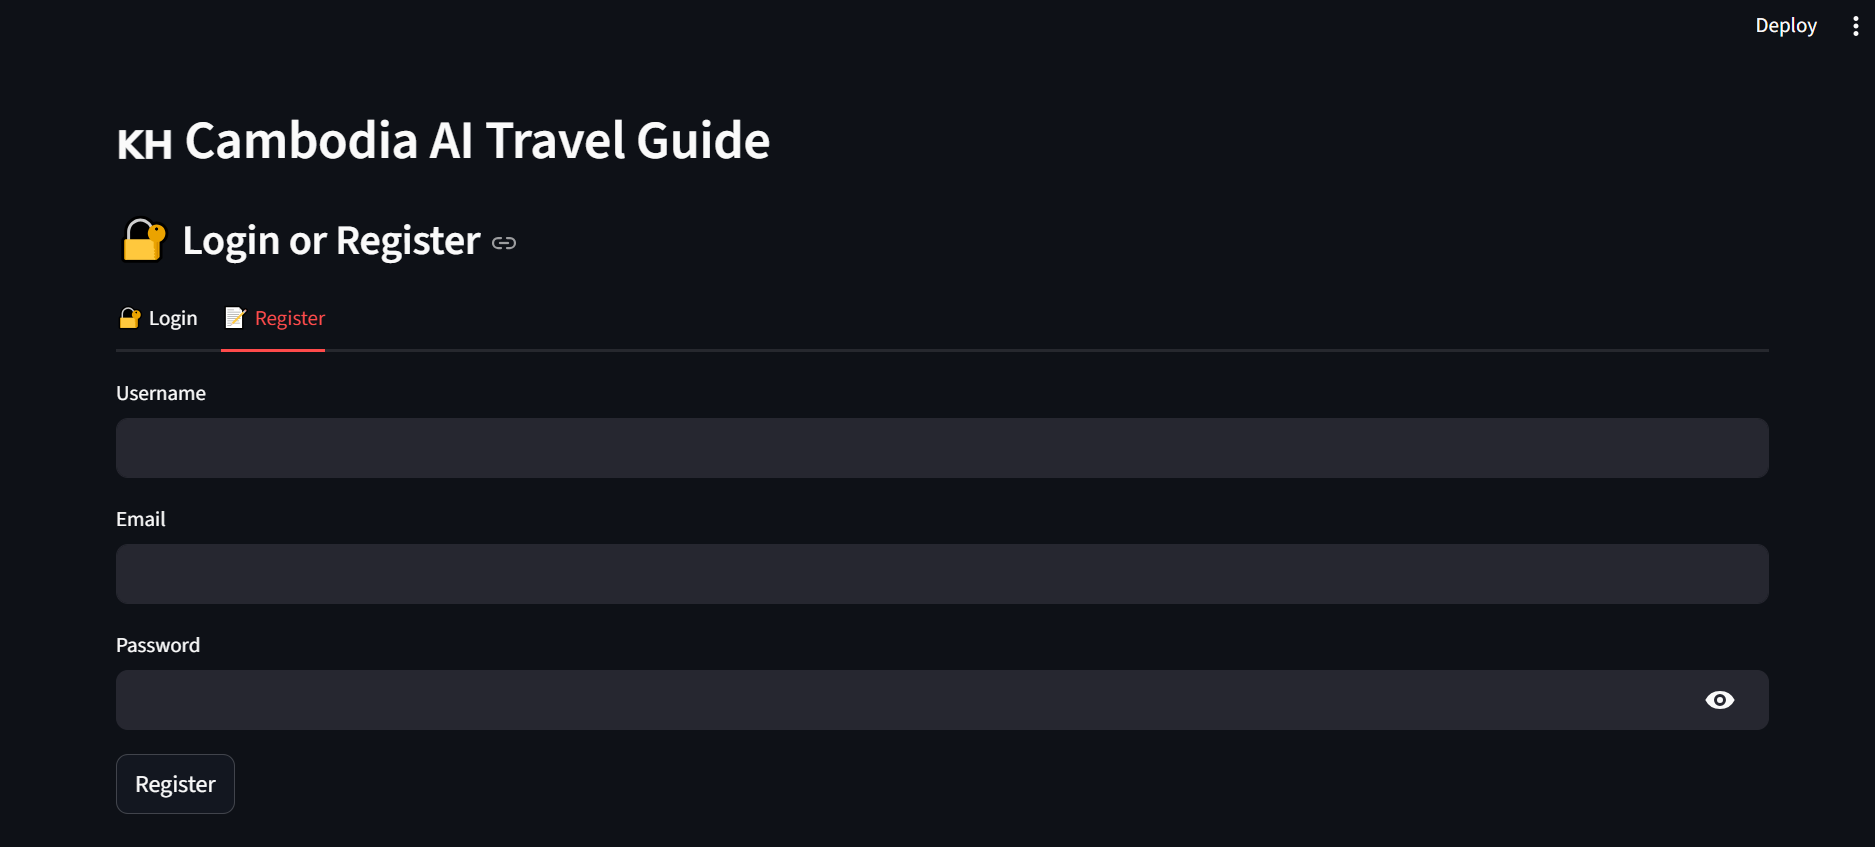 Deploy
KH Cambodia AI Travel Guide
Login or Register
Login Register
Username
Email
Password
Register